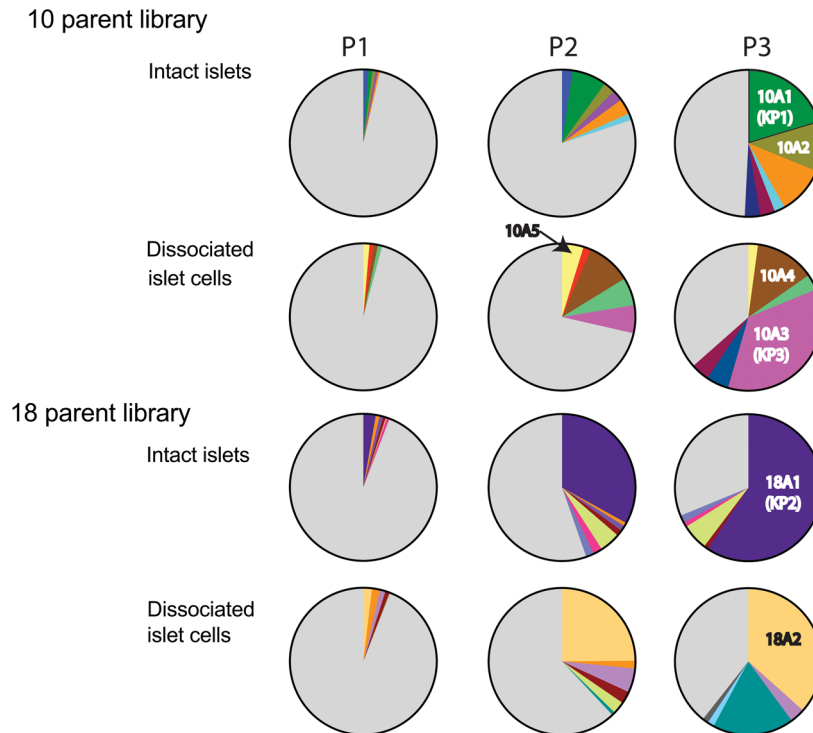 10 parent library
P1 P2 P3
Intact islets
10A1
(KP1)
10A2
Dissociated
islet cells
10A5
10A4
10A3
(KP3)
18 parent library
Intact islets
18A1
(KP2)
Dissociated
islet cells
18A2